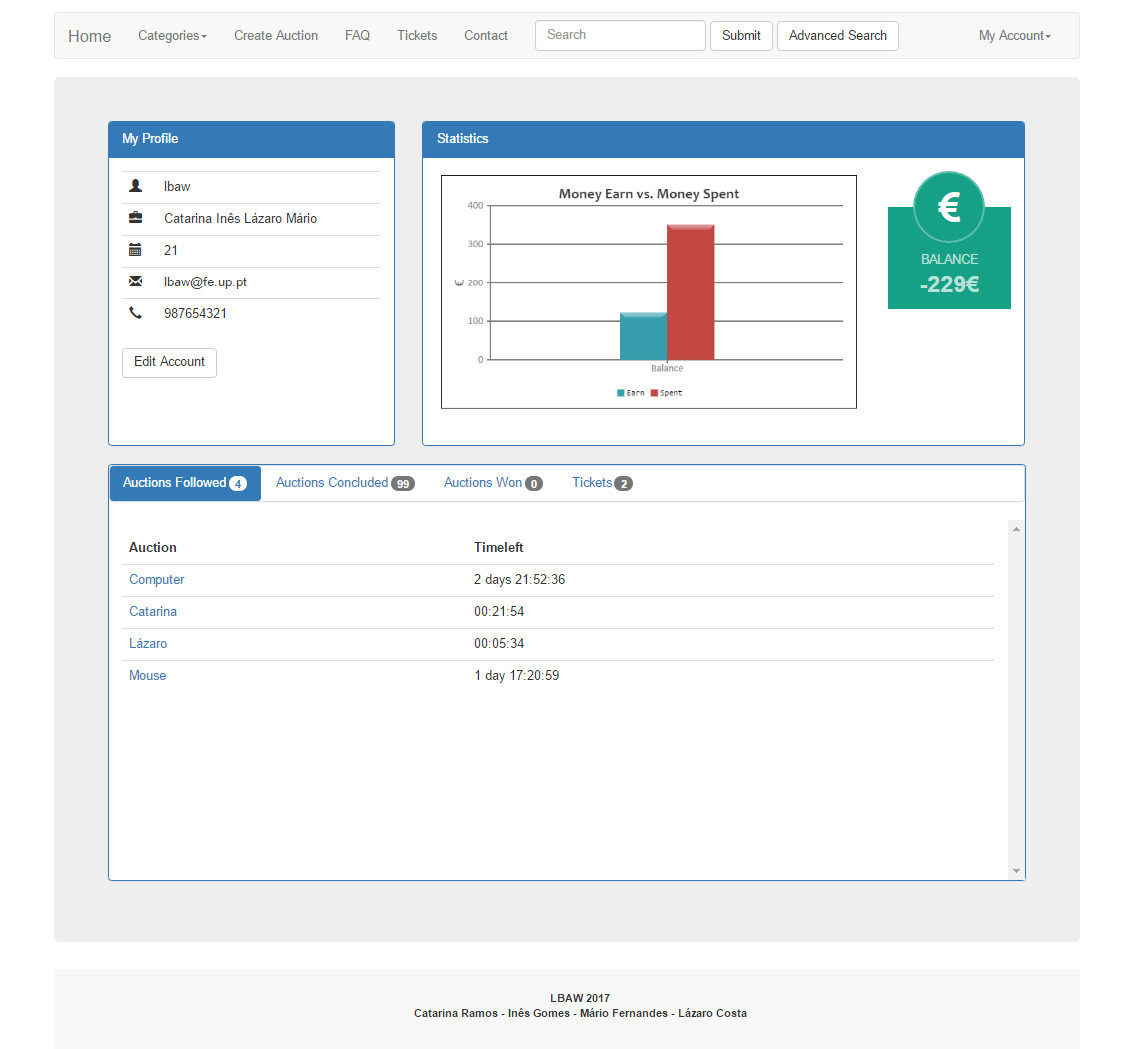 Home Categories Create Auction FAQ Tickets Contact Search Submit Advanced Search My Account
My Profile
lbaw
Catarina Inês Lázaro Mário
21
lbaw@fe.up.pt
987654321
Edit Account
Statistics
Money Earn vs. Money Spent
400
300
€ 200
100
0
Balance
Earn Spent
€
BALANCE
-229€
Auctions Followed 4 Auctions Concluded 99 Auctions Won 0 Tickets 2
Auction Timeleft
Computer 2 days 21:52:36
Catarina 00:21:54
Lázaro 00:05:34
Mouse 1 day 17:20:59
LBAW 2017
Catarina Ramos - Inês Gomes - Mário Fernandes - Lázaro Costa